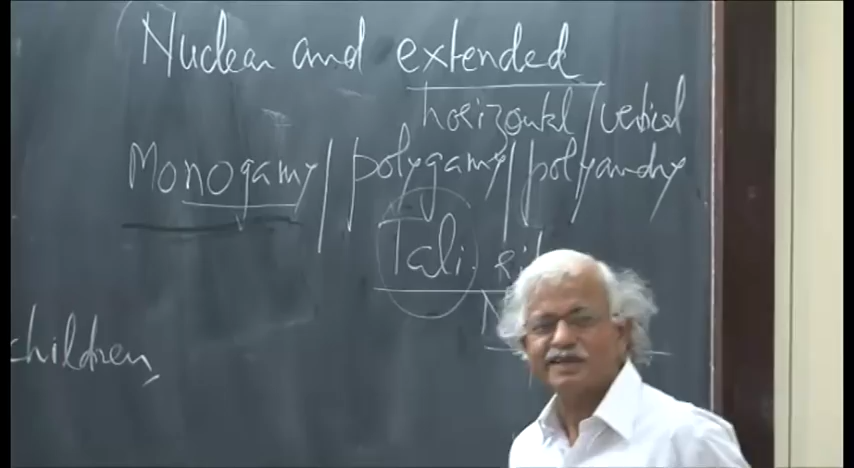 Nuclear and extended
horizontal/vertical
Monogamy/polygamy/polyandry
Tali
children,